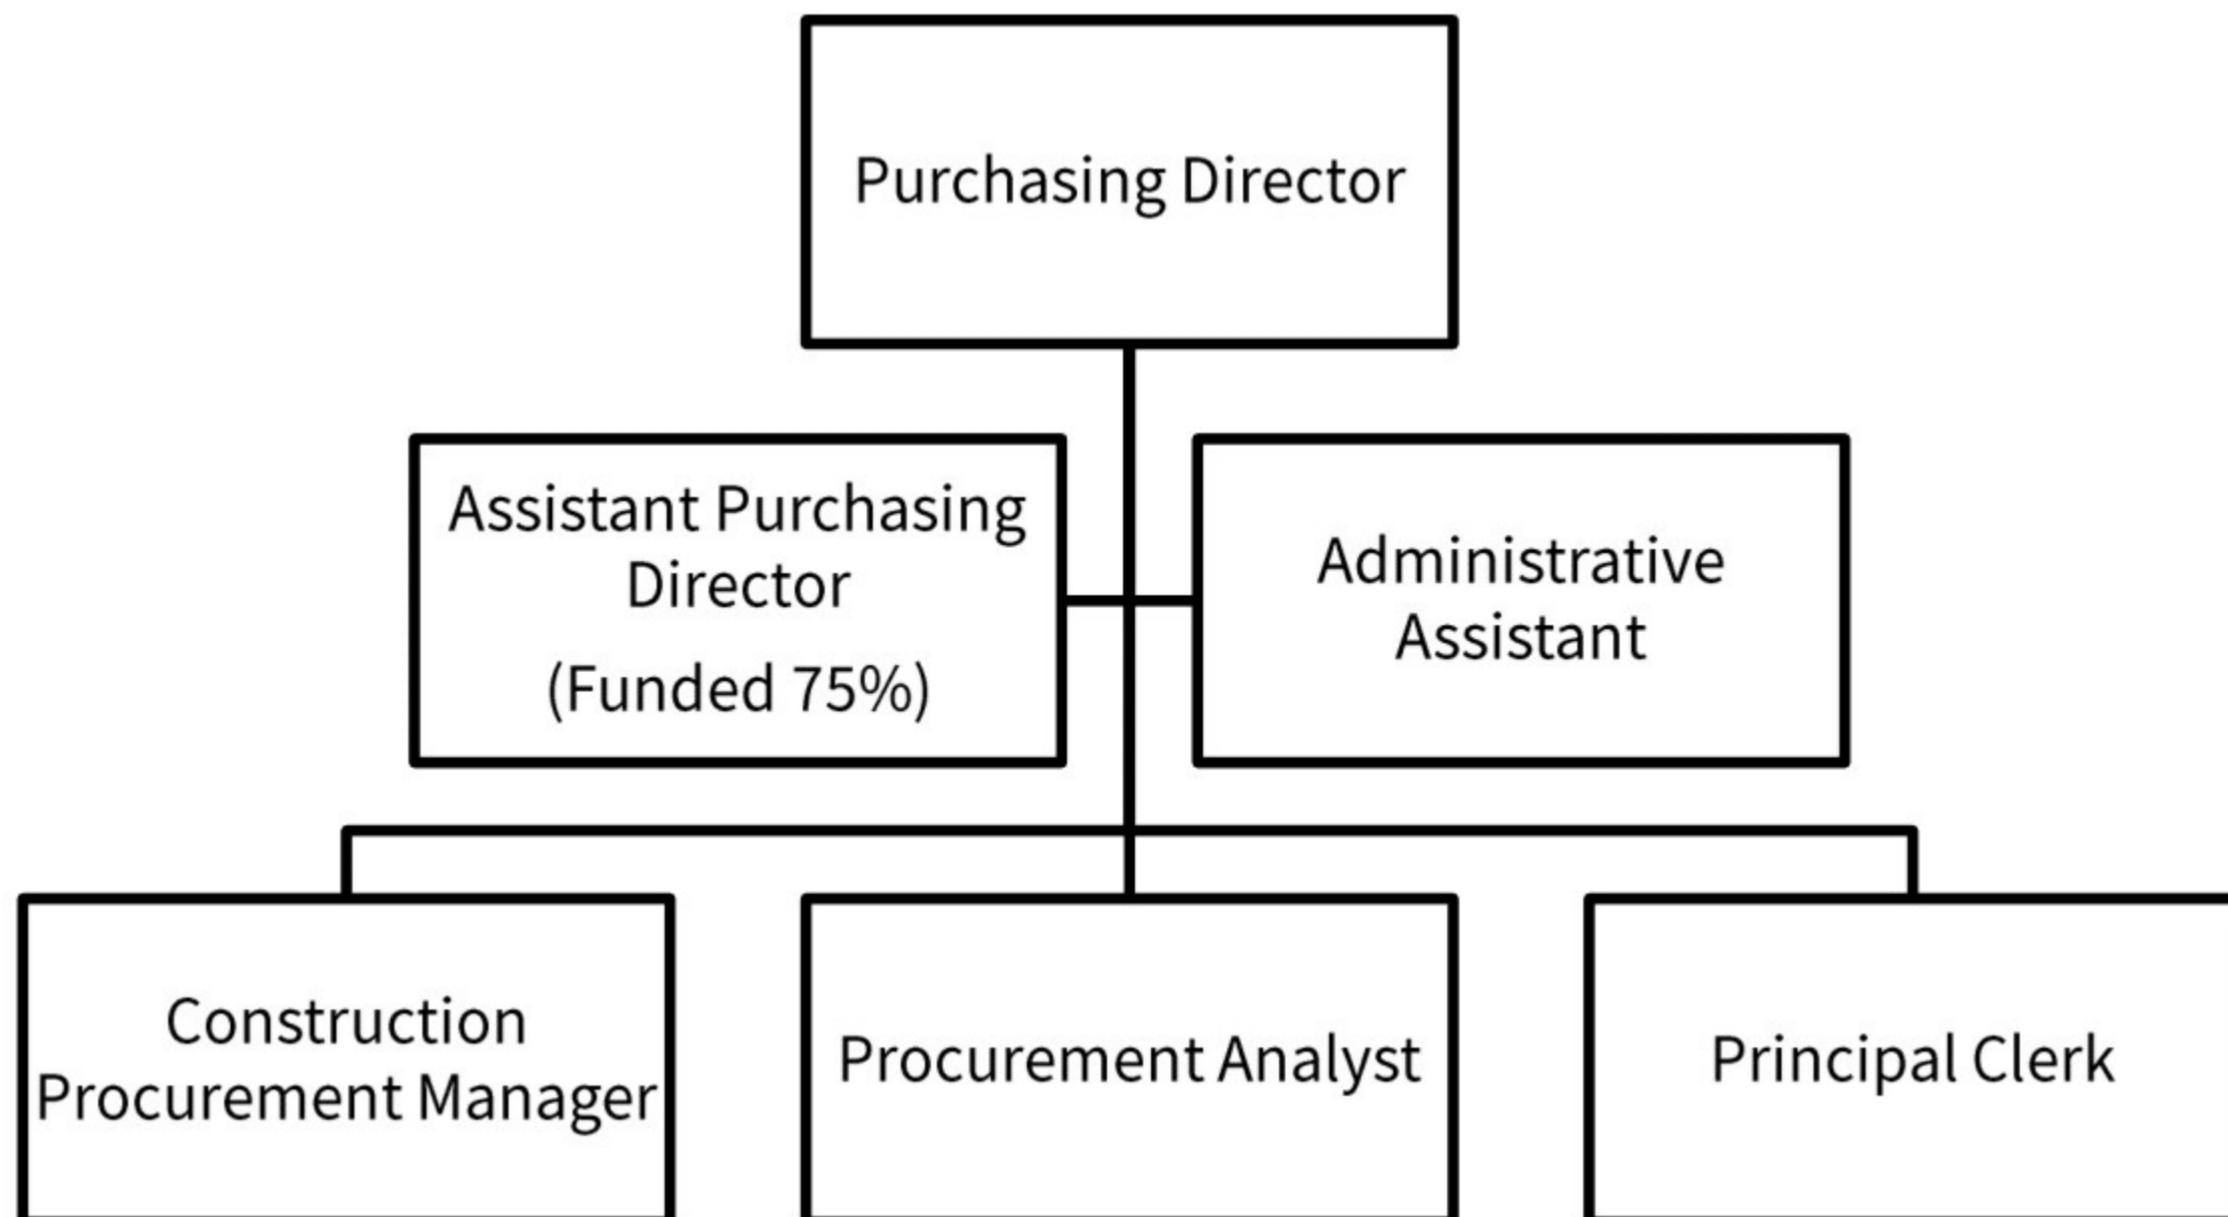 Purchasing Director
Assistant Purchasing
Director
(Funded 75%)
Administrative
Assistant
Construction
Procurement Manager
Procurement Analyst
Principal Clerk